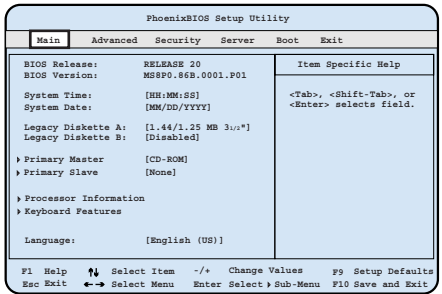 PhoenixBIOS Setup Utility
Main Advanced Security Server Boot Exit
BIOS Release: RELEASE 20
BIOS Version: MS8P0.86B.0001.P01
System Time: [HH:MM:SS]
System Date: [MM/DD/YYYY]
Legacy Diskette A: [1.44/1.25 MB 31/2"]
Legacy Diskette B: [Disabled]
Primary Master [CD-ROM]
Primary Slave [None]
Processor Information
Keyboard Features
Language: [English (US)]
Item Specific Help
<Tab>, <Shift-Tab>, or
<Enter> selects field.
F1 Help ↑↓ Select Item -/+ Change Values F9 Setup Defaults
Esc Exit ←→ Select Menu Enter Select ▸ Sub-Menu F10 Save and Exit